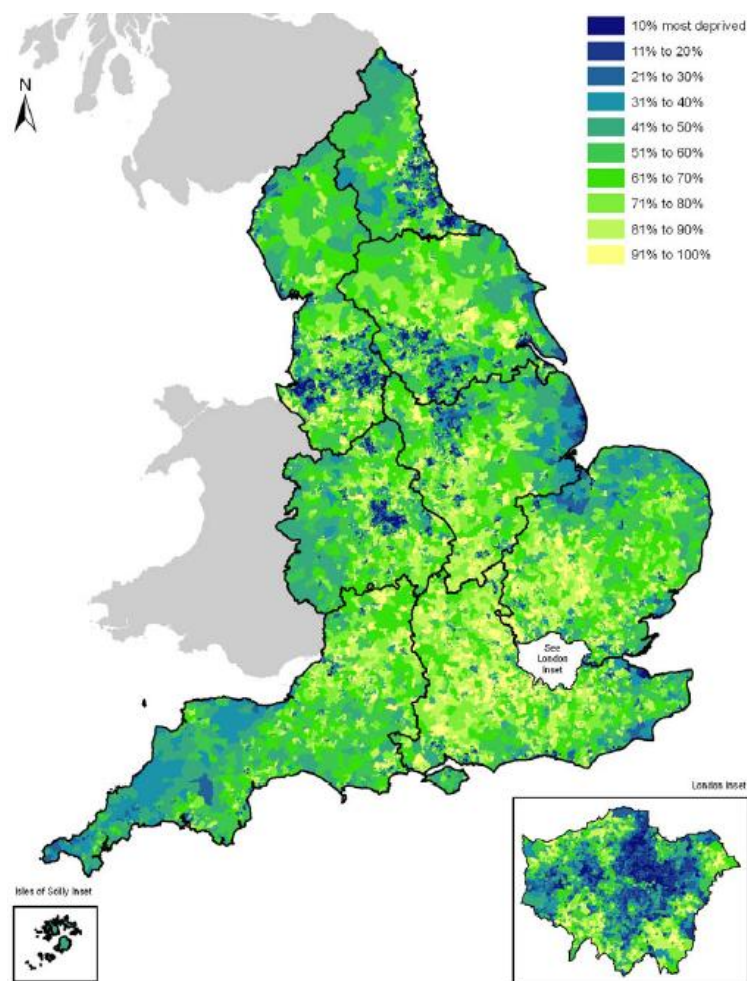 10% most deprived
11% to 20%
21% to 30%
31% to 40%
41% to 50%
51% to 60%
61% to 70%
71% to 80%
81% to 90%
91% to 100%
N
See
London
Inset
London Inset
Isles of Scilly Inset